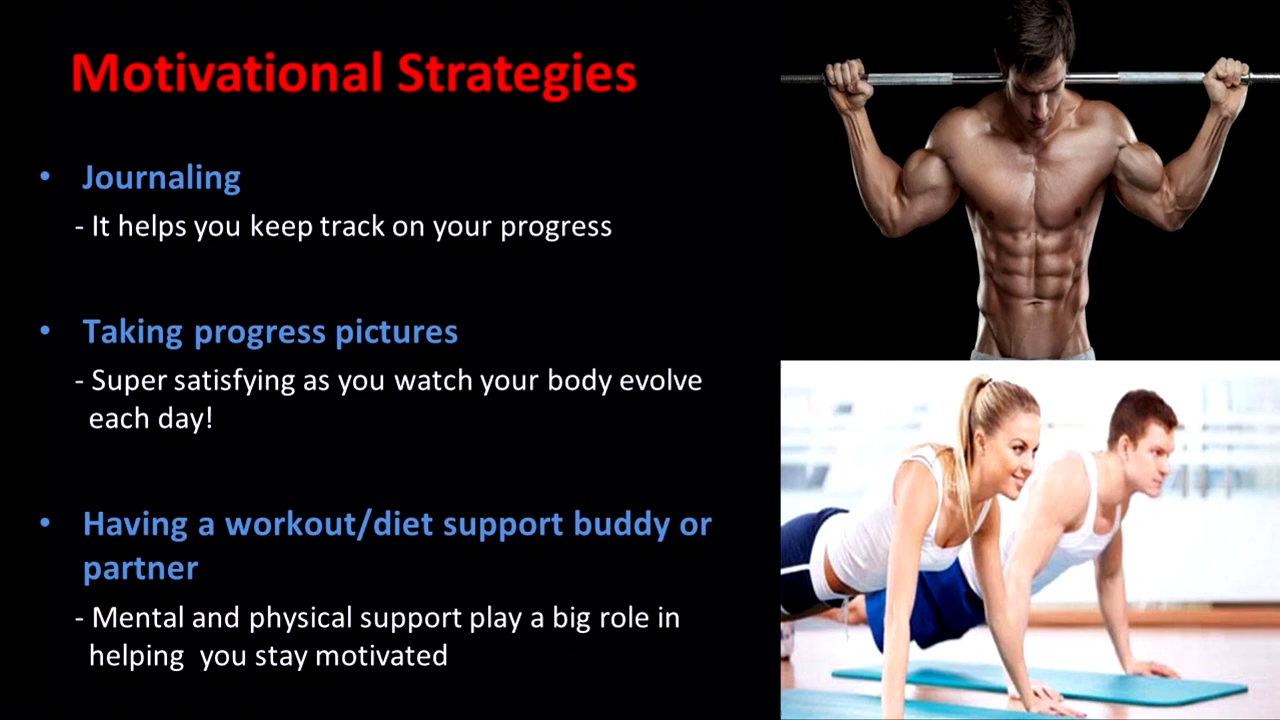 Motivational Strategies
• Journaling
- It helps you keep track on your progress
• Taking progress pictures
- Super satisfying as you watch your body evolve
each day!
• Having a workout/diet support buddy or
partner
- Mental and physical support play a big role in
helping  you stay motivated